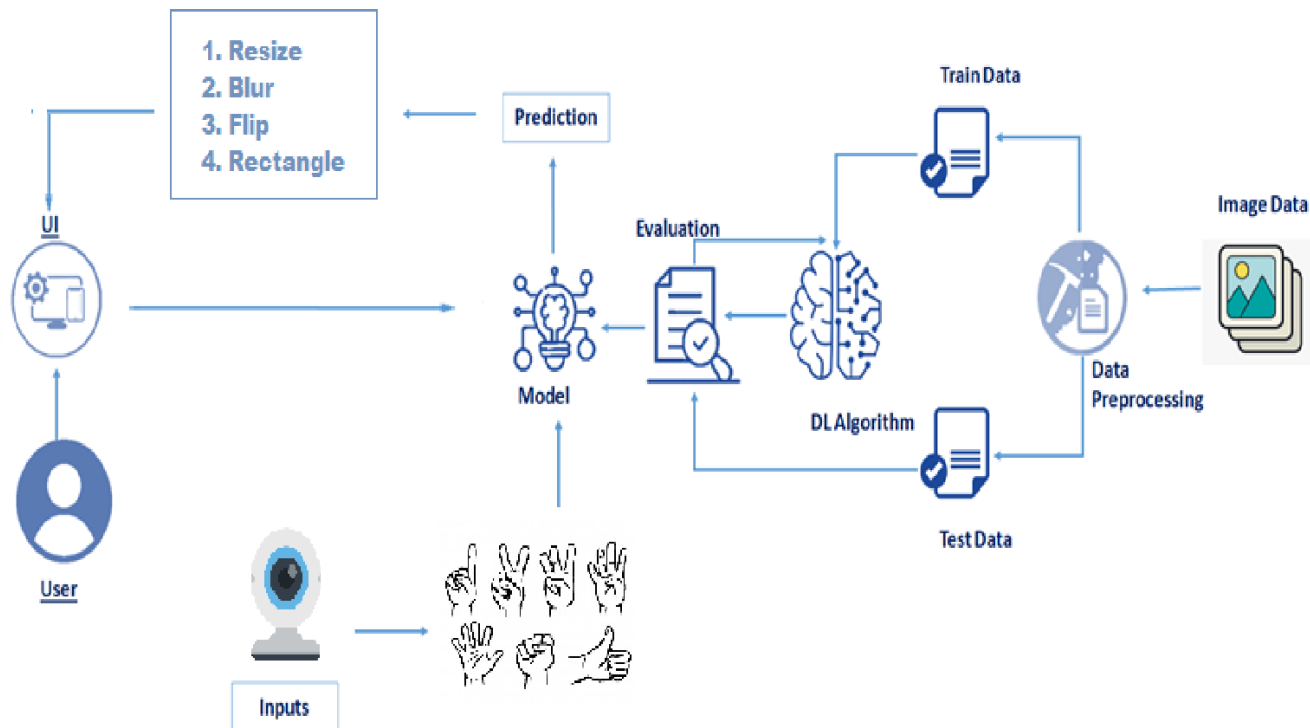 1. Resize
2. Blur
3. Flip
4. Rectangle
Prediction
Train Data
Image Data
UI
Evaluation
Model
Data
Preprocessing
DL Algorithm
User
Test Data
Inputs